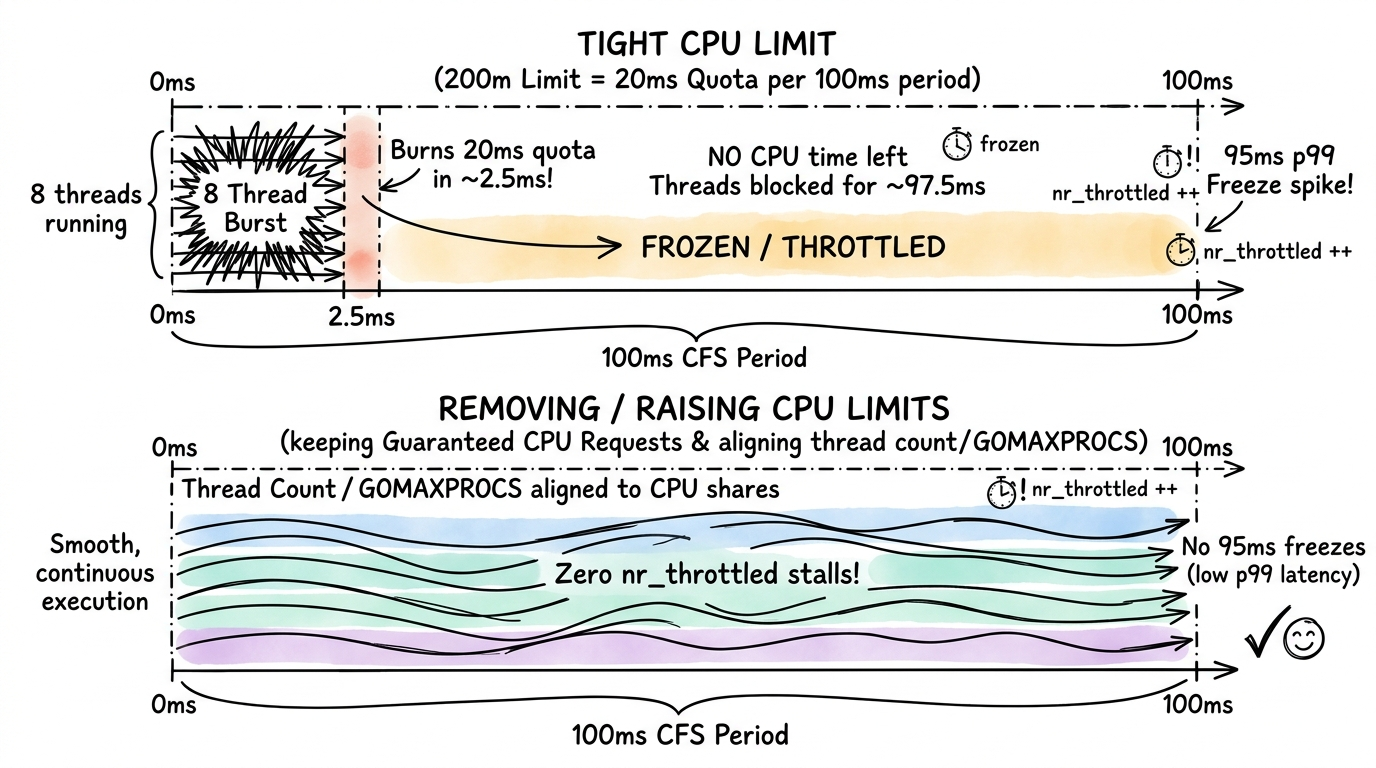 TIGHT CPU LIMIT
(200m Limit = 20ms Quota per 100ms period)
0ms
100ms
8 threads
running
8 Thread
Burst
Burns 20ms quota
in ~2.5ms!
NO CPU time left
Threads blocked for ~97.5ms
frozen
! 
nr_throttled ++
95ms p99
Freeze spike!
FROZEN / THROTTLED
nr_throttled ++
0ms
2.5ms
100ms
100ms CFS Period
REMOVING / RAISING CPU LIMITS
(keeping Guaranteed CPU Requests & aligning thread count/GOMAXPROCS)
0ms
100ms
Thread Count / GOMAXPROCS aligned to CPU shares
! nr_throttled ++
Smooth,
continuous
execution
Zero nr_throttled stalls!
No 95ms freezes
(low p99 latency)
0ms
100ms
100ms CFS Period